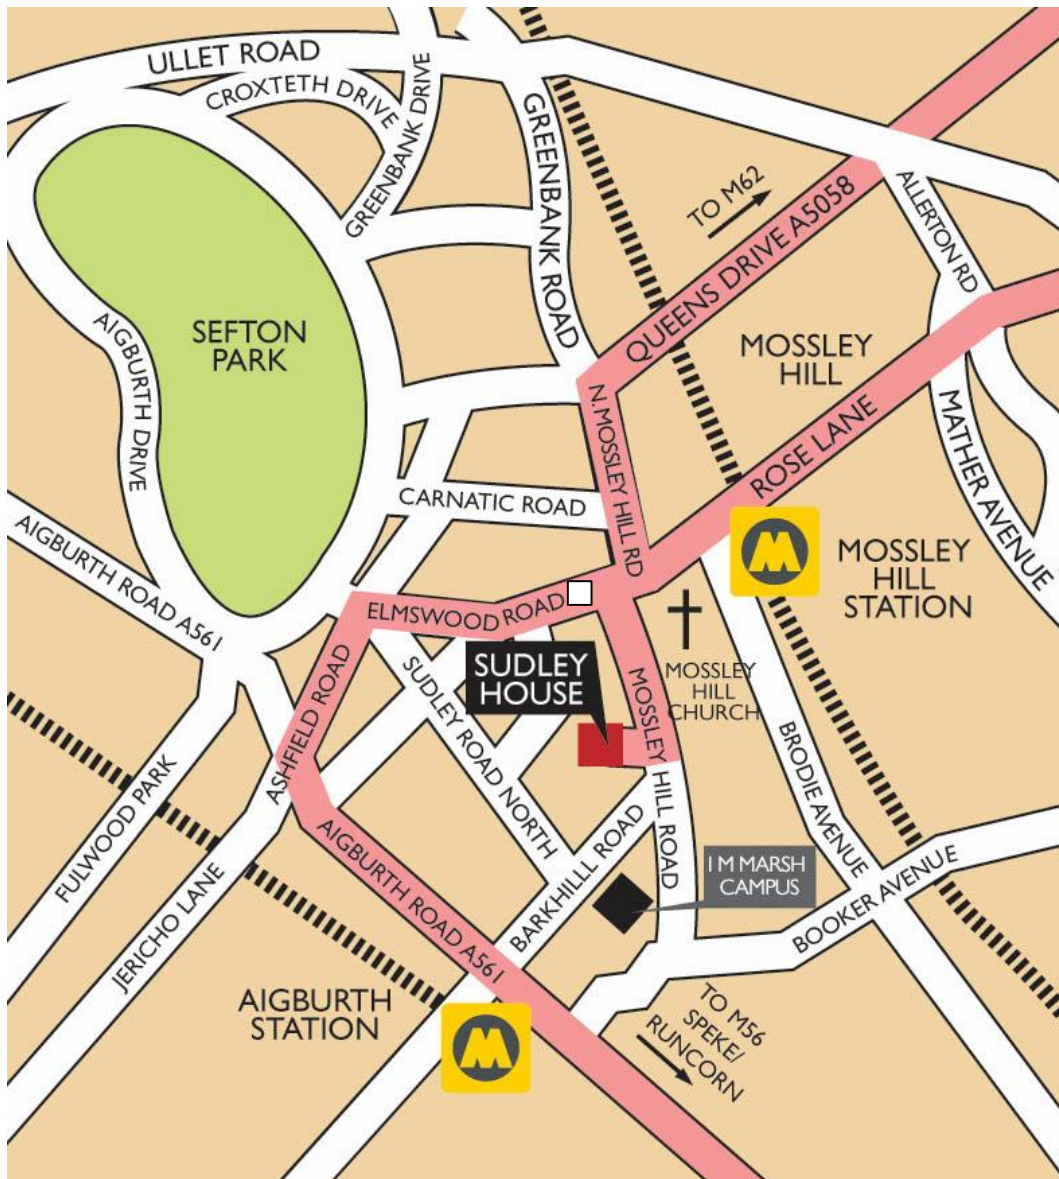 ULLET ROAD
CROXTETH DRIVE
GREENBANK DRIVE
GREENBANK ROAD
TO M62
QUEENS DRIVE A5058
ALLERTON RD
SEFTON
PARK
AIGBURTH DRIVE
MOSSLEY
HILL
N.MOSSLEY HILL RD
ROSE LANE
MATHER AVENUE
CARNATIC ROAD
AIGBURTH ROAD A561
M
MOSSLEY
HILL
STATION
ELMSWOOD ROAD
SUDLEY
HOUSE
MOSSLEY
HILL
CHURCH
ASHFIELD ROAD
SUDLEY ROAD NORTH
MOSSLEY HILL ROAD
BRODIE AVENUE
FULWOOD PARK
AIGBURTH ROAD A561
BARKHILLL ROAD
I M MARSH
CAMPUS
BOOKER AVENUE
JERICHO LANE
AIGBURTH
STATION
M
TO M56
SPEKE/
RUNCORN